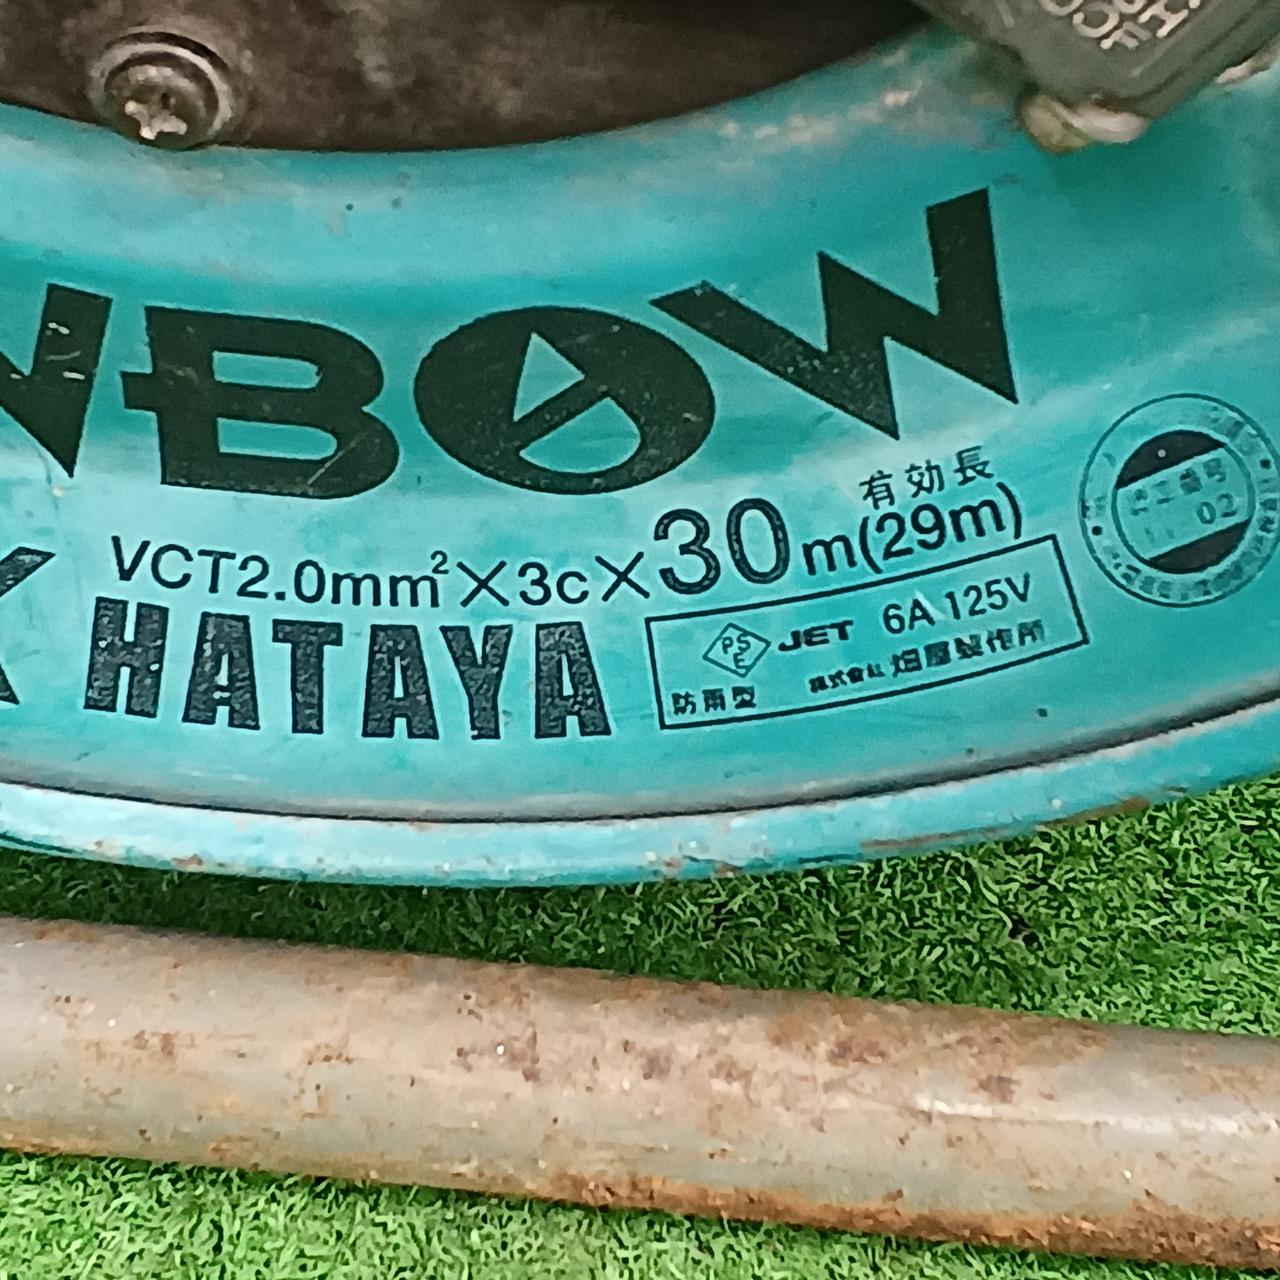 NBOW
有効長
VCT2.0mm²×3c×30m(29m)
HATAYA
PSE JET 6A 125V
防雨型 株式会社 畑屋製作所
02